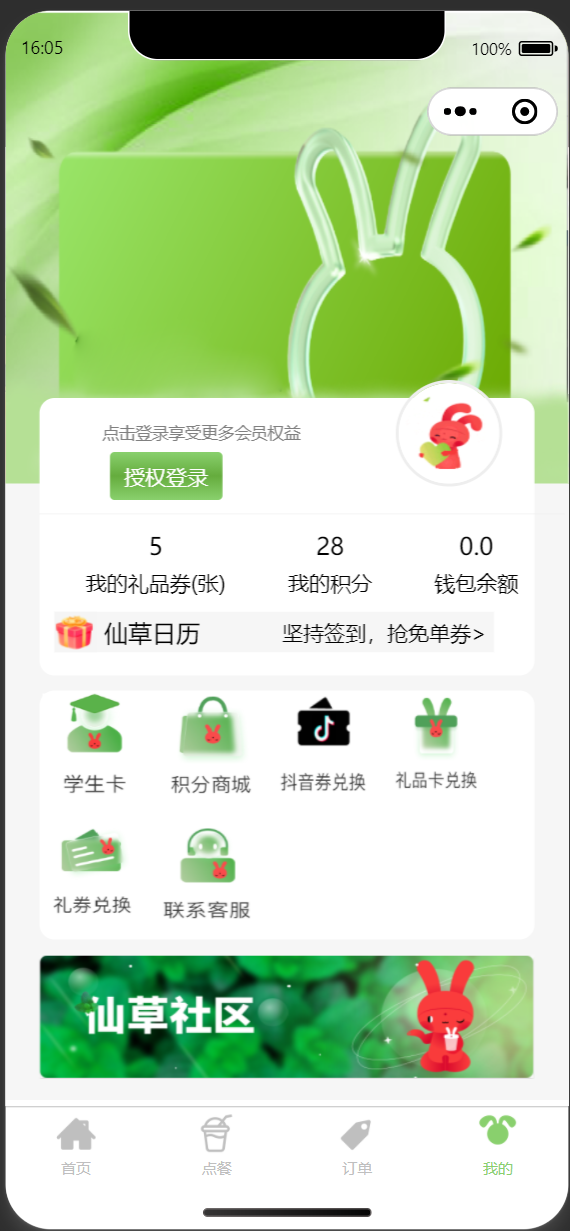 16:05
100%
点击登录享受更多会员权益
授权登录
5 28 0.0
我的礼品券(张) 我的积分 钱包余额
仙草日历 坚持签到，抢免单券>
学生卡 积分商城 抖音券兑换 礼品卡兑换
礼券兑换 联系客服
仙草社区
首页 点餐 订单 我的